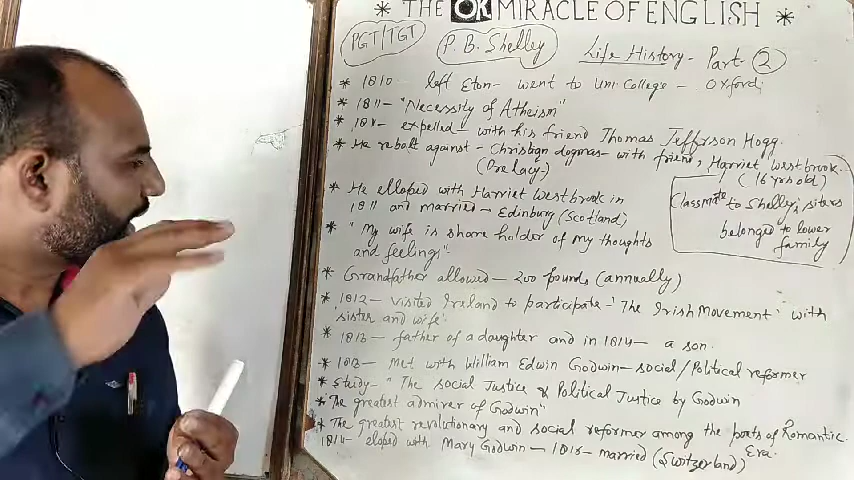 * THE OK MIRACLE OF ENGLISH *
PGT/TGT
P. B. Shelley
Life History - Part - 2
* 1810 - left Eton - went to Uni. College - Oxford.
* 1811 - "Necessity of Atheism"
* 1811 - expelled - with his friend Thomas Jeffrson Hogg.
* He rebolt against - Christian dogmas - with friend, Harriet Westbrook.
(Prelacy)
(16 yrs old)
Classmate to Shelley's sisters
belonged to lower
family
* He elloped with Harriet Westbrook in
1811 and married - Edinburg (Scotland)
* "My wife is share holder of my thoughts
and feelings".
* Grandfather allowed - 200 pounds (annually)
* 1812 - visited Ireland to participate - 'The Irish Movement' with
sister and wife.
* 1813 - father of a daughter and in 1814 - a son.
* 1813 - Met with William Edwin Godwin - social/Political reformer
* study - "The social Justice & Political Justice by Godwin
* The greatest admirer of Godwin"
* The greatest revolutionary and social reformer among the poets of Romantic
Era.
1814 - eloped with Mary Godwin - 1816 - married (Switzerland)